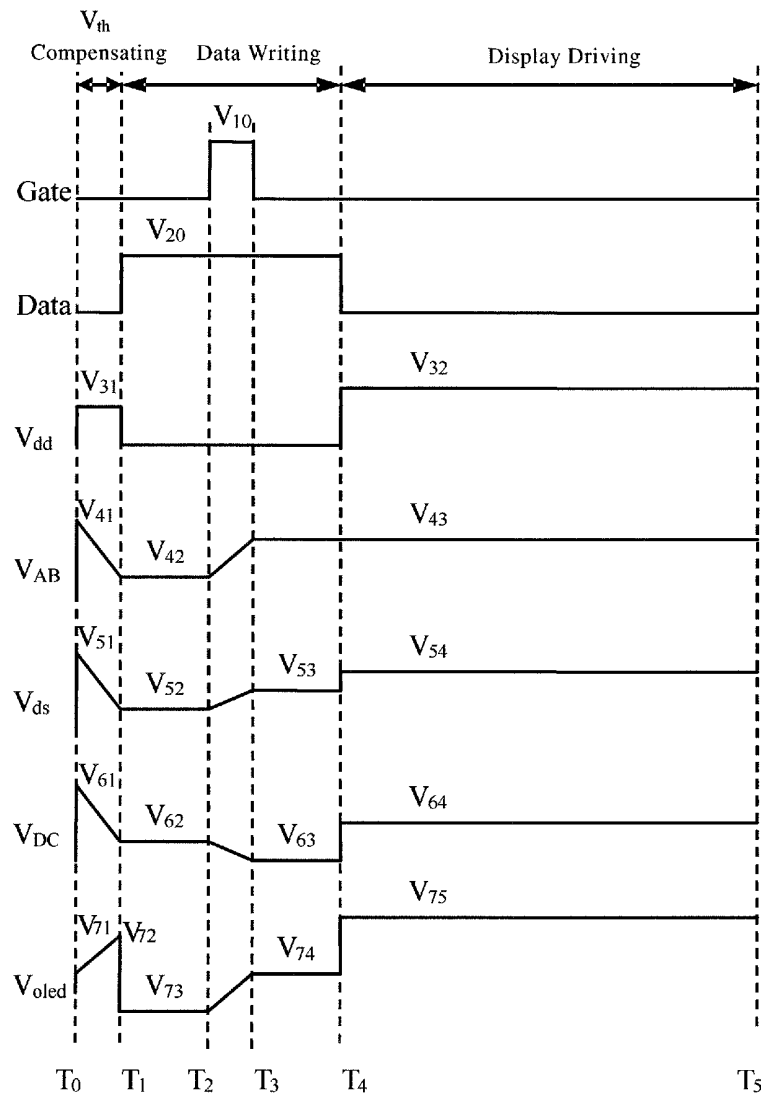 V_th
Compensating Data Writing Display Driving
V_10
Gate
V_20
Data
V_31 V_32
V_dd
V_41 V_42 V_43
V_AB
V_51 V_52 V_53 V_54
V_ds
V_61 V_62 V_63 V_64
V_DC
V_71 V_72 V_73 V_74 V_75
V_oled
T_0 T_1 T_2 T_3 T_4 T_5